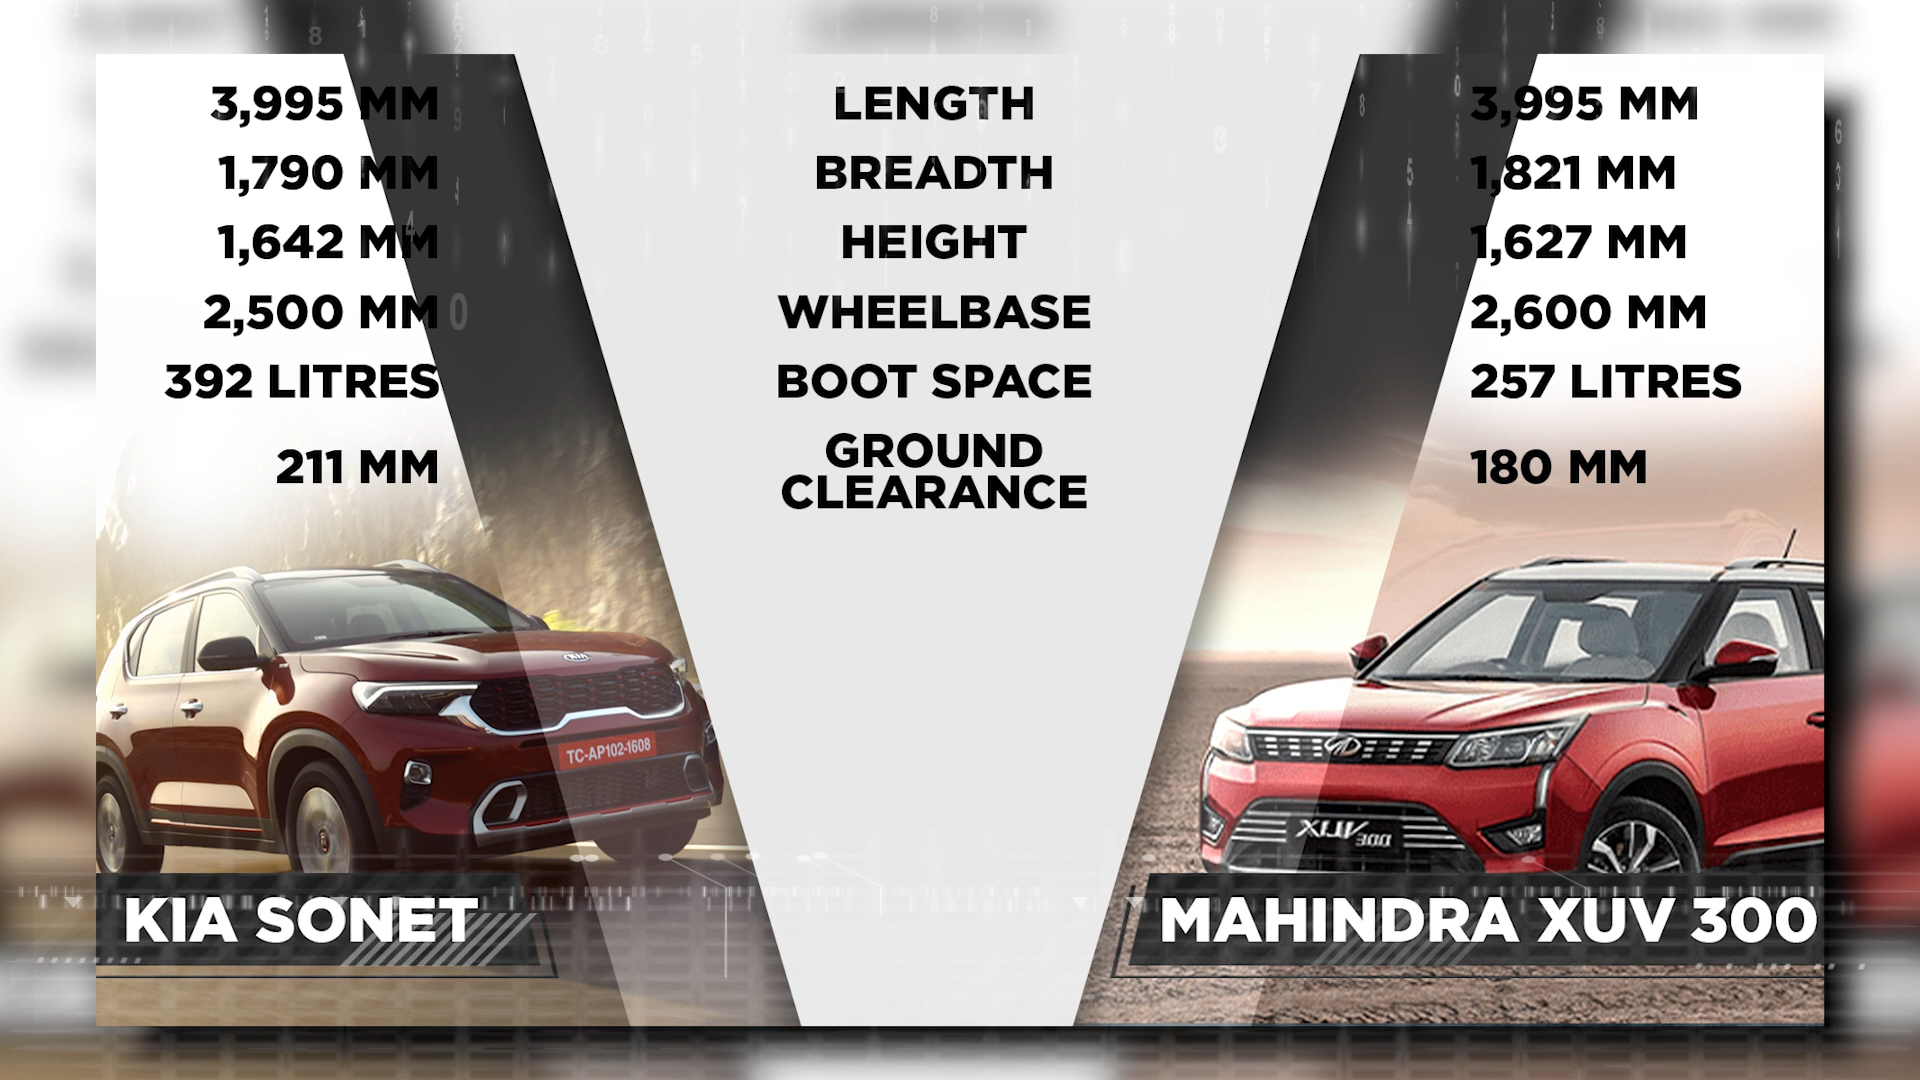 3,995 MM LENGTH 3,995 MM
1,790 MM BREADTH 1,821 MM
1,642 MM HEIGHT 1,627 MM
2,500 MM WHEELBASE 2,600 MM
392 LITRES BOOT SPACE 257 LITRES
211 MM GROUND CLEARANCE 180 MM
KIA
TC-AP102-1608
XUV300
KIA SONET
MAHINDRA XUV 300